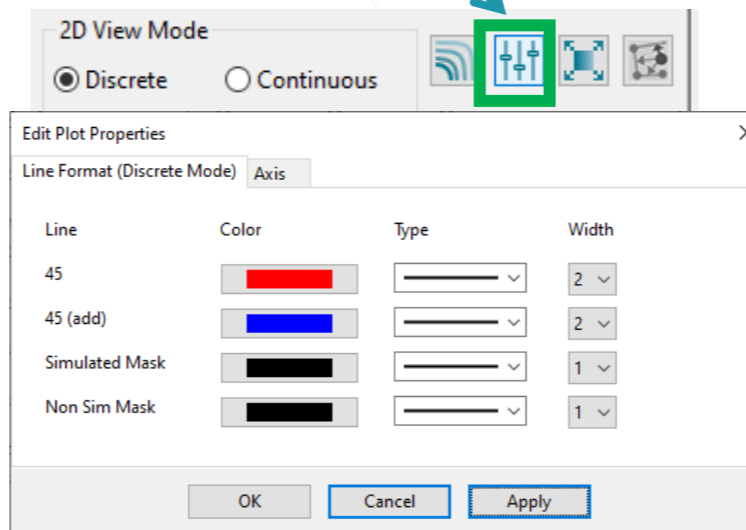 2D View Mode
Discrete Continuous
Edit Plot Properties
Line Format (Discrete Mode) Axis
Line Color Type Width
45 2
45 (add) 2
Simulated Mask 1
Non Sim Mask 1
OK Cancel Apply